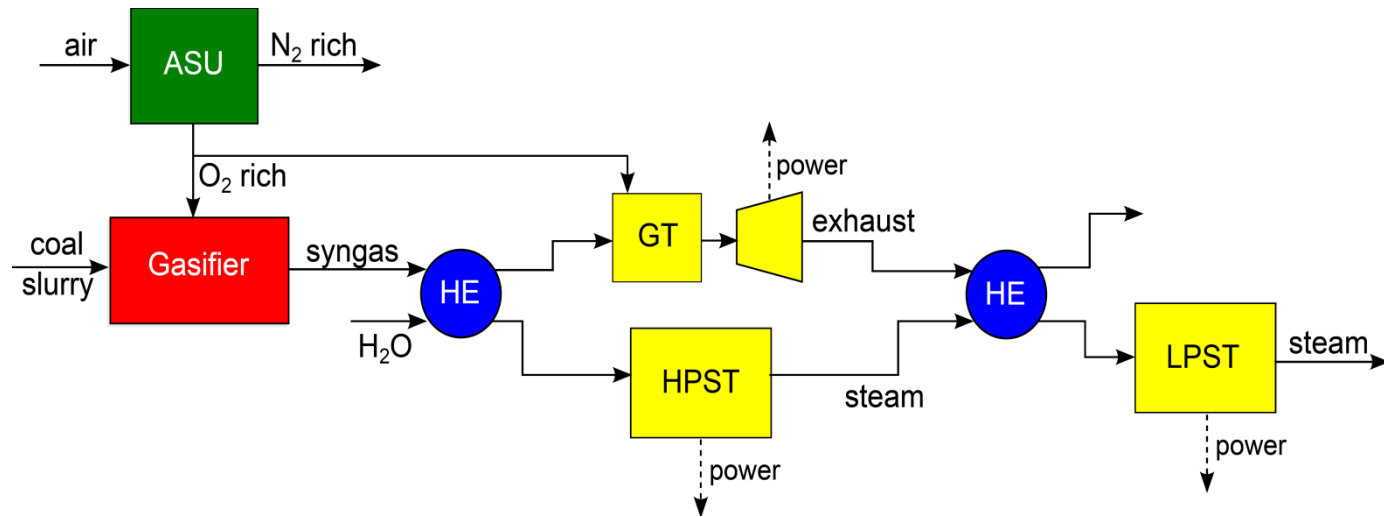 air
ASU
N₂ rich
O₂ rich
coal
slurry
Gasifier
syngas
H₂O
HE
GT
power
exhaust
HPST
steam
power
HE
LPST
steam
power